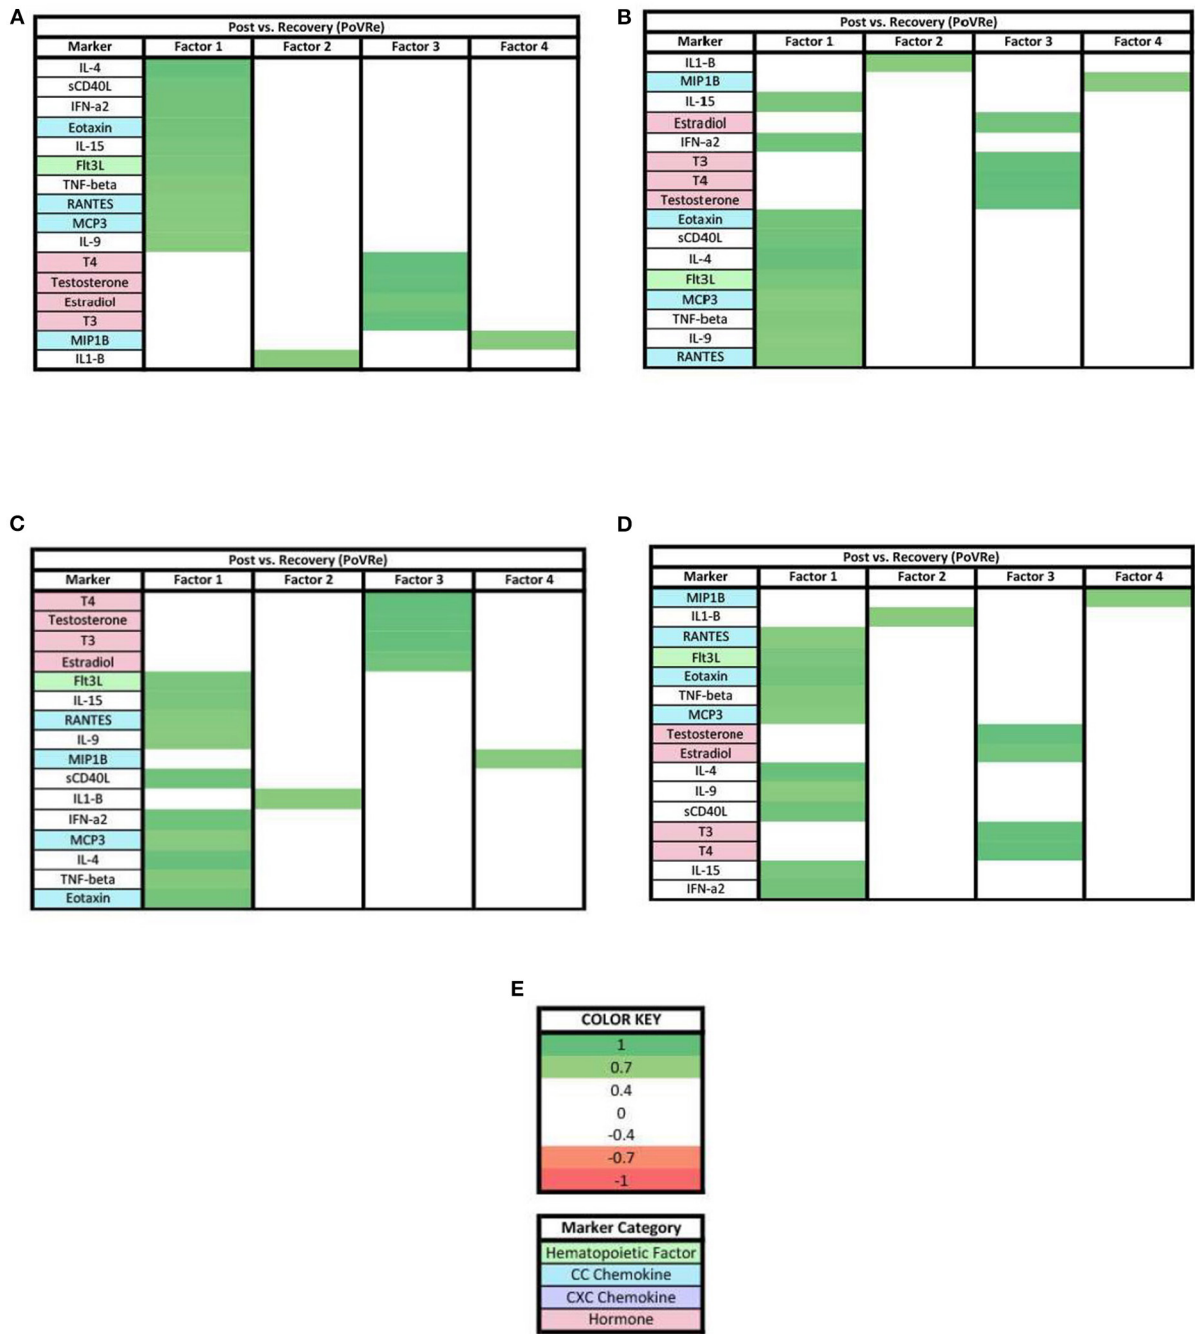 A
Post vs. Recovery (PoVRe)
Marker Factor 1 Factor 2 Factor 3 Factor 4
IL-4
sCD40L
IFN-a2
Eotaxin
IL-15
Flt3L
TNF-beta
RANTES
MCP3
IL-9
T4
Testosterone
Estradiol
T3
MIP1B
IL1-B
B
Post vs. Recovery (PoVRe)
Marker Factor 1 Factor 2 Factor 3 Factor 4
IL1-B
MIP1B
IL-15
Estradiol
IFN-a2
T3
T4
Testosterone
Eotaxin
sCD40L
IL-4
Flt3L
MCP3
TNF-beta
IL-9
RANTES
C
Post vs. Recovery (PoVRe)
Marker Factor 1 Factor 2 Factor 3 Factor 4
T4
Testosterone
T3
Estradiol
Flt3L
IL-15
RANTES
IL-9
MIP1B
sCD40L
IL1-B
IFN-a2
MCP3
IL-4
TNF-beta
Eotaxin
D
Post vs. Recovery (PoVRe)
Marker Factor 1 Factor 2 Factor 3 Factor 4
MIP1B
IL1-B
RANTES
Flt3L
Eotaxin
TNF-beta
MCP3
Testosterone
Estradiol
IL-4
IL-9
sCD40L
T3
T4
IL-15
IFN-a2
E
COLOR KEY
1
0.7
0.4
0
-0.4
-0.7
-1
Marker Category
Hematopoietic Factor
CC Chemokine
CXC Chemokine
Hormone